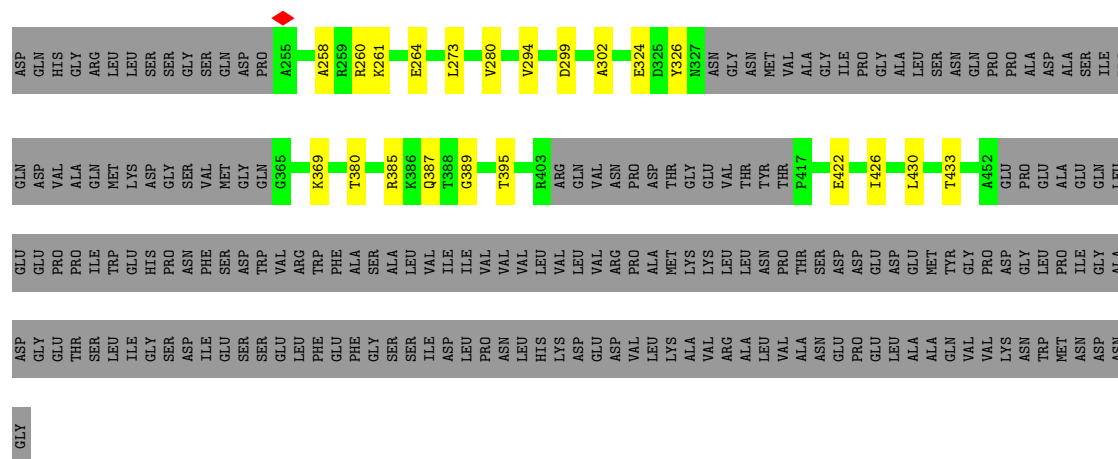 ASP GLN HIS GLY ARG LEU LEU SER SER GLY SER GLN ASP PRO A255 A258 R259 R260 K261 E264 L273 V280 V294 D299 A302 E324 D325 Y326 N327 ASN GLY ASN MET VAL ALA GLY ILE PRO GLY ALA LEU SER ASN GLN PRO PRO ALA ASP ALA SER ILE
GLN ASP VAL ALA GLN MET LYS ASP GLY SER VAL MET GLY GLN G365 K369 T380 R385 K386 Q387 T388 G389 T395 R403 ARG GLN VAL ASN PRO ASP THR GLY GLU VAL THR TYR THR P417 E422 I426 L430 T433 A452 GLU PRO GLU ALA GLU GLN LEU
GLU GLU PRO PRO ILE TRP GLU HIS PRO ASN PHE SER ASP TRP VAL ARG TRP PHE ALA SER ALA LEU VAL ILE ILE VAL VAL VAL LEU VAL LEU VAL ARG PRO ALA MET LYS LYS LEU LEU ASN PRO THR SER ASP ASP GLU ASP GLU MET TYR GLY PRO ASP GLY LEU PRO ILE GLY ALA
ASP GLY GLU THR SER LEU ILE GLY SER ASP ILE GLU SER SER GLU LEU PHE GLU PHE GLY SER SER ILE ASP LEU PRO ASN LEU HIS LYS ASP GLU ASP VAL LEU LYS ALA VAL ARG ALA LEU VAL ALA ASN GLU PRO GLU LEU ALA ALA GLN VAL VAL LYS ASN TRP MET ASN ASP ASN
GLY